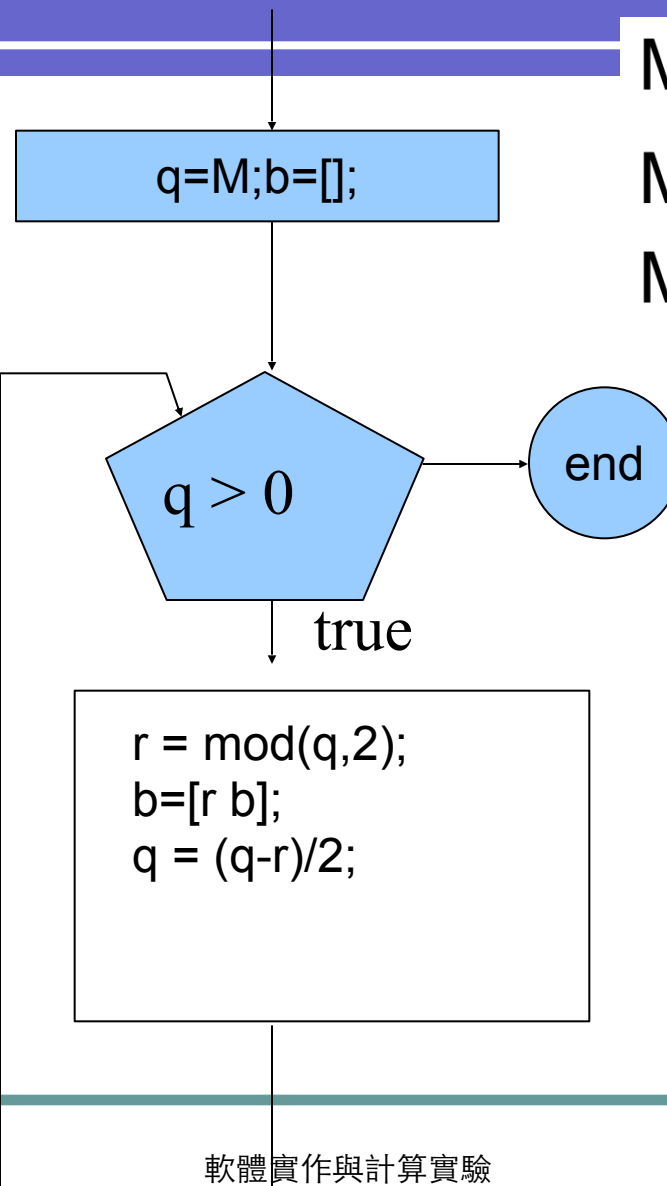 M
M
M
q=M;b=[];
q > 0
end
true
r = mod(q,2);
b=[r b];
q = (q-r)/2;
軟體實作與計算實驗